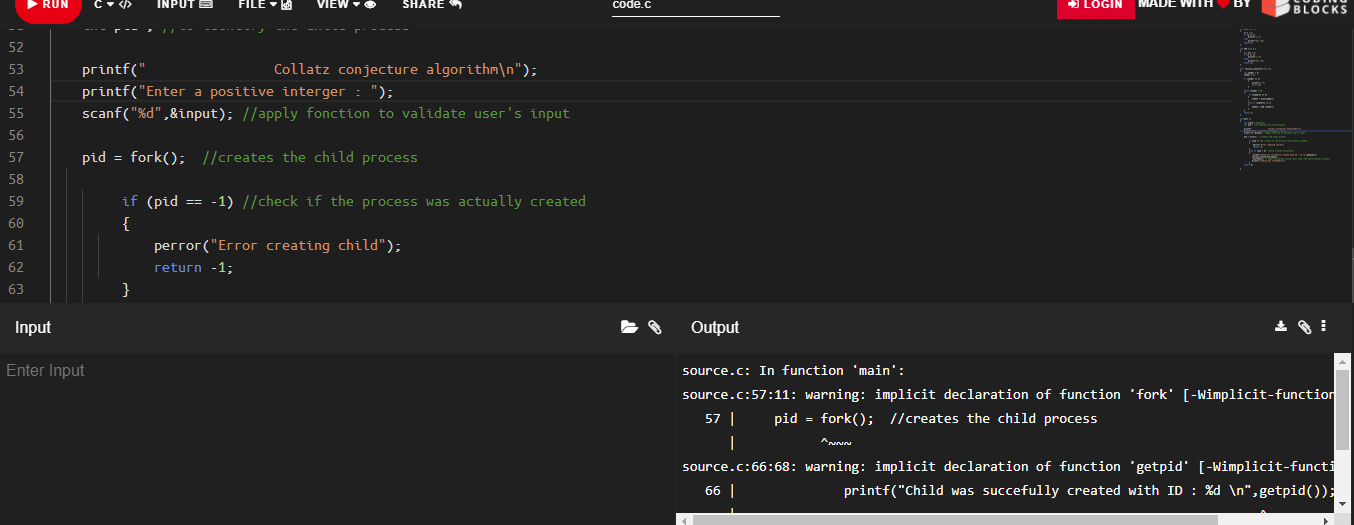 RUN C </> INPUT FILE VIEW SHARE code.c LOGIN MADE WITH BY CODING BLOCKS
52
53 printf("                Collatz conjecture algorithm\n");
54 printf("Enter a positive interger : ");
55 scanf("%d",&input); //apply fonction to validate user's input
56
57 pid = fork();  //creates the child process
58
59 if (pid == -1) //check if the process was actually created
60 {
61 perror("Error creating child");
62 return -1;
63 }
Input
Output
Enter Input
source.c: In function 'main':
source.c:57:11: warning: implicit declaration of function 'fork' [-Wimplicit-function
57 |     pid = fork();  //creates the child process
|           ^~~~
source.c:66:68: warning: implicit declaration of function 'getpid' [-Wimplicit-functi
66 |              printf("Child was succefully created with ID : %d \n",getpid());